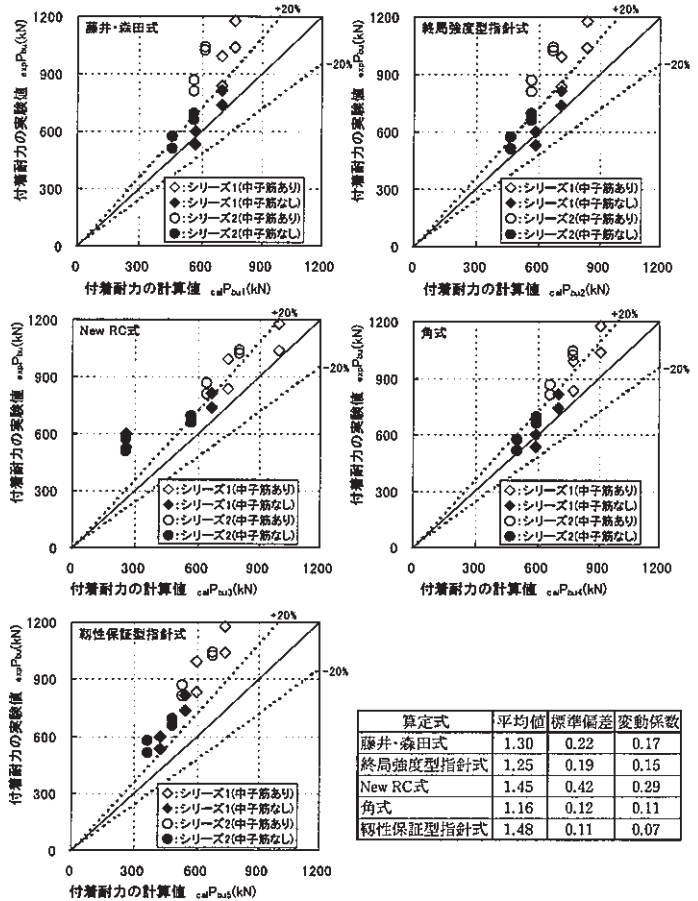 藤井・森田式
+20%
-20%
付着耐力の実験値 expPbu(kN)
1200
900
600
300
0
◇:シリーズ1(中子筋あり)
◆:シリーズ1(中子筋なし)
○:シリーズ2(中子筋あり)
●:シリーズ2(中子筋なし)
0 300 600 900 1200
付着耐力の計算値 calPbu1(kN)
終局強度型指針式
+20%
-20%
付着耐力の実験値 expPbu(kN)
1200
900
600
300
0
◇:シリーズ1(中子筋あり)
◆:シリーズ1(中子筋なし)
○:シリーズ2(中子筋あり)
●:シリーズ2(中子筋なし)
0 300 600 900 1200
付着耐力の計算値 calPbu2(kN)
New RC式
+20%
-20%
付着耐力の実験値 expPbu(kN)
1200
900
600
300
0
◇:シリーズ1(中子筋あり)
◆:シリーズ1(中子筋なし)
○:シリーズ2(中子筋あり)
●:シリーズ2(中子筋なし)
0 300 600 900 1200
付着耐力の計算値 calPbu3(kN)
角式
+20%
-20%
付着耐力の実験値 expPbu(kN)
1200
900
600
300
0
◇:シリーズ1(中子筋あり)
◆:シリーズ1(中子筋なし)
○:シリーズ2(中子筋あり)
●:シリーズ2(中子筋なし)
0 300 600 900 1200
付着耐力の計算値 calPbu4(kN)
靱性保証型指針式
+20%
-20%
付着耐力の実験値 expPbu(kN)
1200
900
600
300
0
◇:シリーズ1(中子筋あり)
◆:シリーズ1(中子筋なし)
○:シリーズ2(中子筋あり)
●:シリーズ2(中子筋なし)
0 300 600 900 1200
付着耐力の計算値 calPbu5(kN)
算定式 平均値 標準偏差 変動係数
藤井・森田式 1.30 0.22 0.17
終局強度型指針式 1.25 0.19 0.15
New RC式 1.45 0.42 0.29
角式 1.16 0.12 0.11
靱性保証型指針式 1.48 0.11 0.07